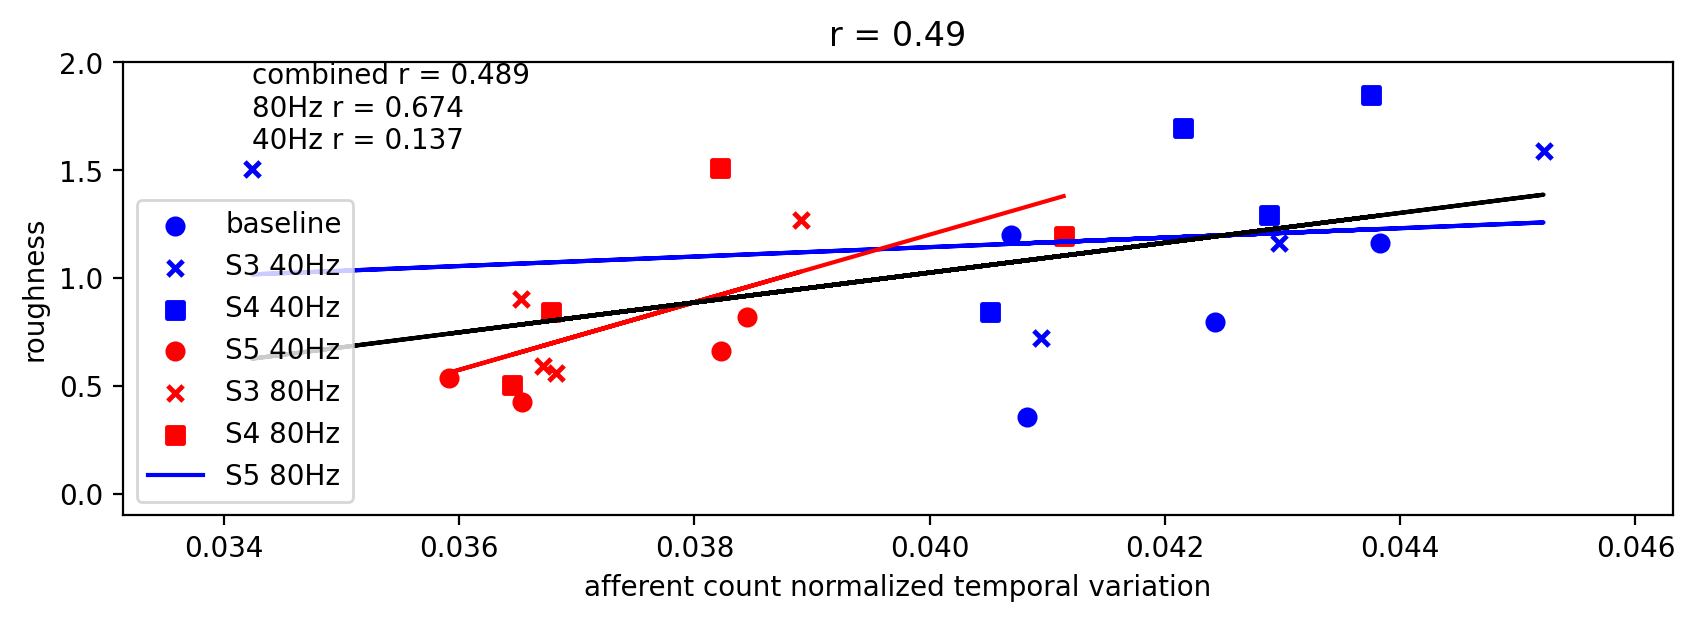 r = 0.49
combined r = 0.489
80Hz r = 0.674
40Hz r = 0.137
baseline
S3 40Hz
S4 40Hz
S5 40Hz
S3 80Hz
S4 80Hz
S5 80Hz
roughness
2.0
1.5
1.0
0.5
0.0
0.034 0.036 0.038 0.040 0.042 0.044 0.046
afferent count normalized temporal variation